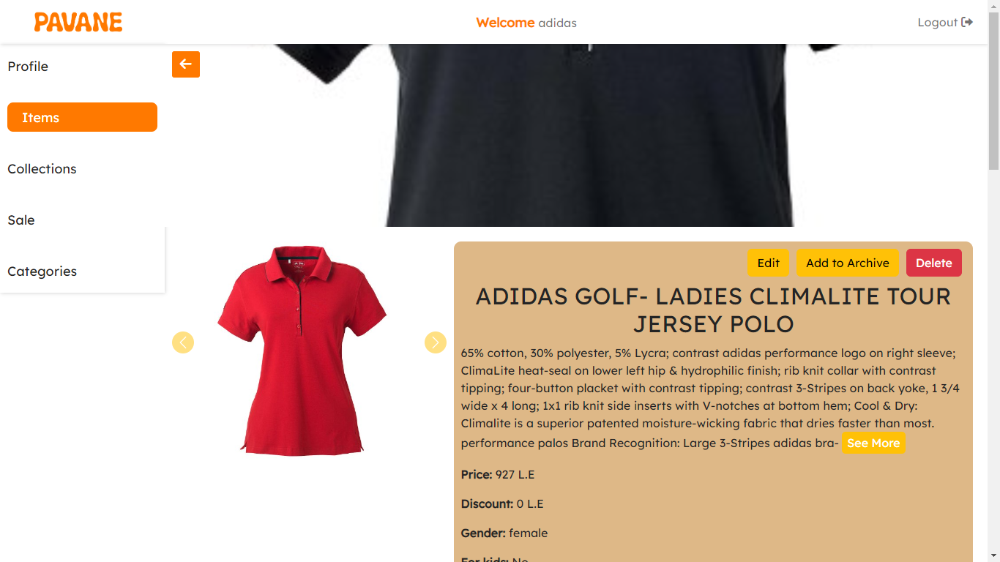 PAVANE
Welcome adidas
Logout
Profile
Items
Collections
Sale
Categories
Edit
Add to Archive
Delete
ADIDAS GOLF- LADIES CLIMALITE TOUR
JERSEY POLO
65% cotton, 30% polyester, 5% Lycra; contrast adidas performance logo on right sleeve;
ClimaLite heat-seal on lower left hip & hydrophilic finish; rib knit collar with contrast
tipping; four-button placket with contrast tipping; contrast 3-Stripes on back yoke, 1 3/4
wide x 4 long; 1x1 rib knit side inserts with V-notches at bottom hem; Cool & Dry:
Climalite is a superior patented moisture-wicking fabric that dries faster than most.
performance palos Brand Recognition: Large 3-Stripes adidas bra- See More
Price: 927 L.E
Discount: 0 L.E
Gender: female
For kids: No